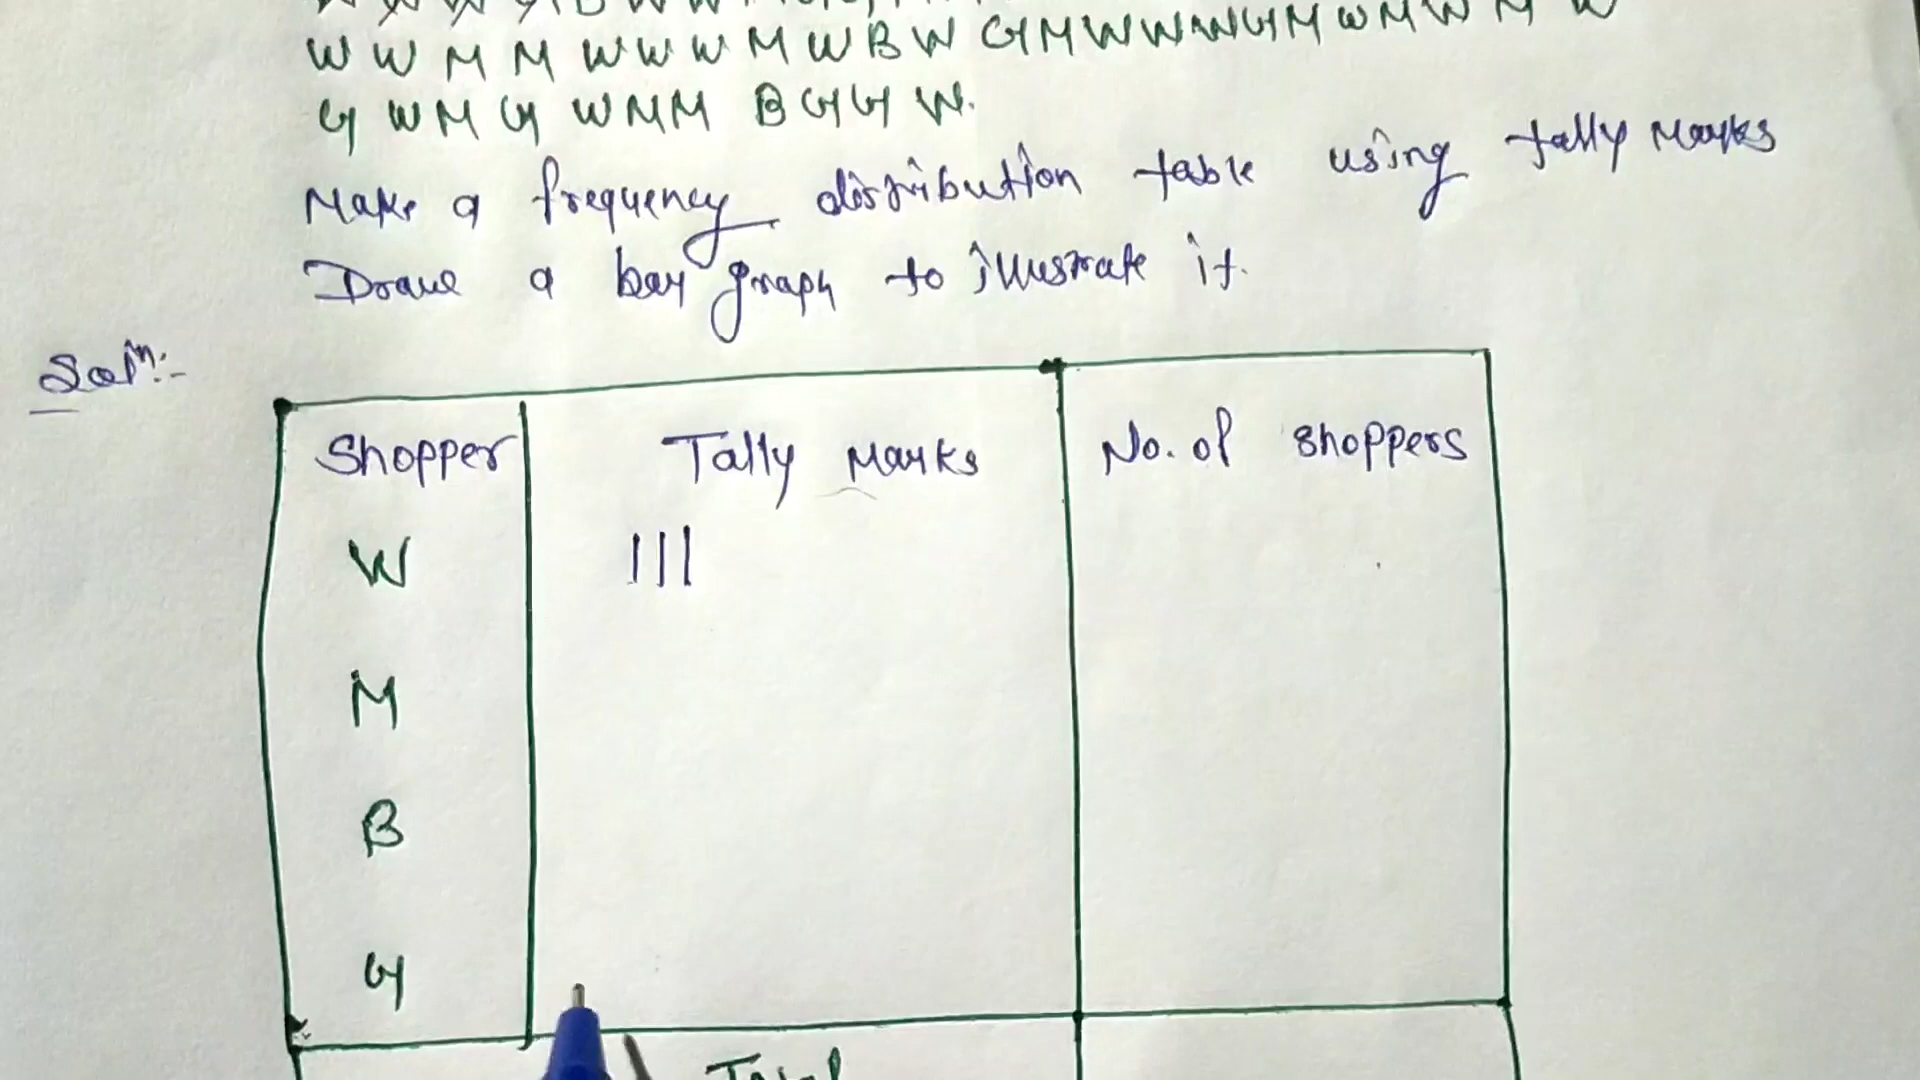 W W M M W W W M W B W G M W W W G M W M W M W
G W M G W M M B G G W.
Make a frequency distribution table using tally Marks
Draw a bar graph to illustrate it.
Solⁿ:-
Shopper Tally Marks No. of shoppers
W |||
M
B
G
Total